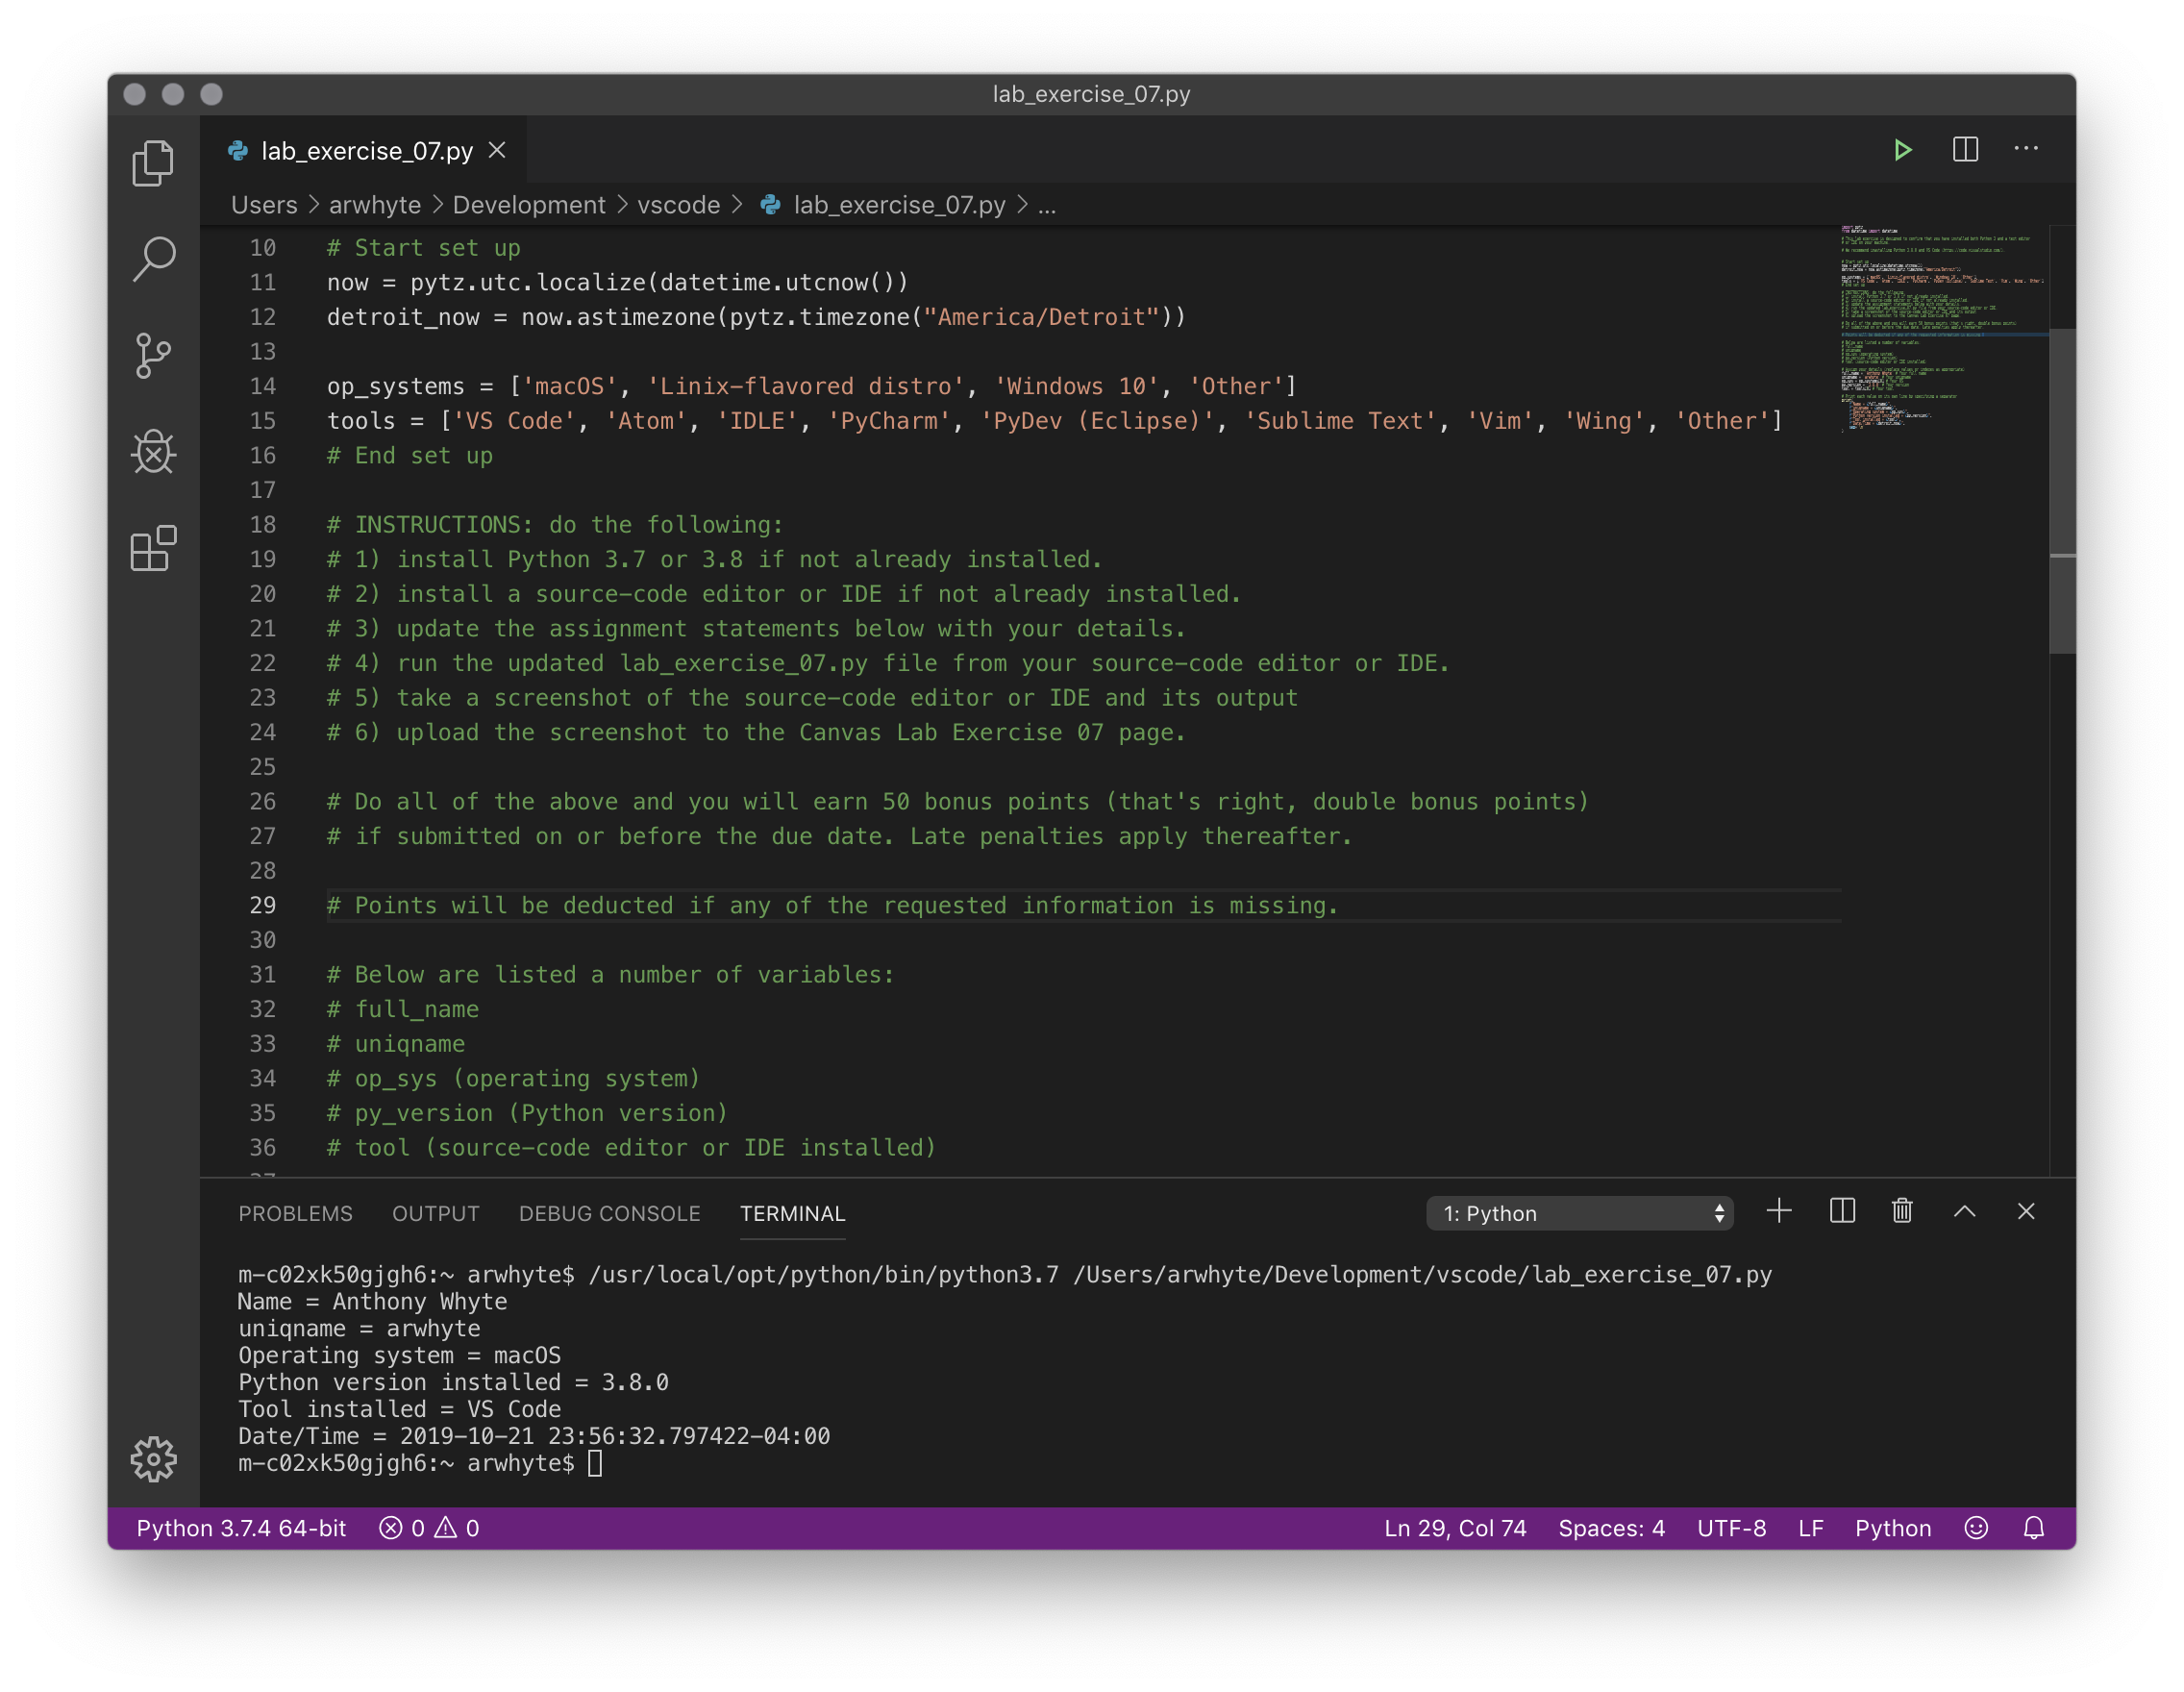 lab_exercise_07.py
lab_exercise_07.py
Users > arwhyte > Development > vscode > lab_exercise_07.py > ...
10 # Start set up
11 now = pytz.utc.localize(datetime.utcnow())
12 detroit_now = now.astimezone(pytz.timezone("America/Detroit"))
13
14 op_systems = ['macOS', 'Linix-flavored distro', 'Windows 10', 'Other']
15 tools = ['VS Code', 'Atom', 'IDLE', 'PyCharm', 'PyDev (Eclipse)', 'Sublime Text', 'Vim', 'Wing', 'Other']
16 # End set up
17
18 # INSTRUCTIONS: do the following:
19 # 1) install Python 3.7 or 3.8 if not already installed.
20 # 2) install a source-code editor or IDE if not already installed.
21 # 3) update the assignment statements below with your details.
22 # 4) run the updated lab_exercise_07.py file from your source-code editor or IDE.
23 # 5) take a screenshot of the source-code editor or IDE and its output
24 # 6) upload the screenshot to the Canvas Lab Exercise 07 page.
25
26 # Do all of the above and you will earn 50 bonus points (that's right, double bonus points)
27 # if submitted on or before the due date. Late penalties apply thereafter.
28
29 # Points will be deducted if any of the requested information is missing.
30
31 # Below are listed a number of variables:
32 # full_name
33 # uniqname
34 # op_sys (operating system)
35 # py_version (Python version)
36 # tool (source-code editor or IDE installed)
PROBLEMS OUTPUT DEBUG CONSOLE TERMINAL 1: Python
m-c02xk50gjgh6:~ arwhyte$ /usr/local/opt/python/bin/python3.7 /Users/arwhyte/Development/vscode/lab_exercise_07.py
Name = Anthony Whyte
uniqname = arwhyte
Operating system = macOS
Python version installed = 3.8.0
Tool installed = VS Code
Date/Time = 2019-10-21 23:56:32.797422-04:00
m-c02xk50gjgh6:~ arwhyte$
Python 3.7.4 64-bit 0 0 Ln 29, Col 74 Spaces: 4 UTF-8 LF Python